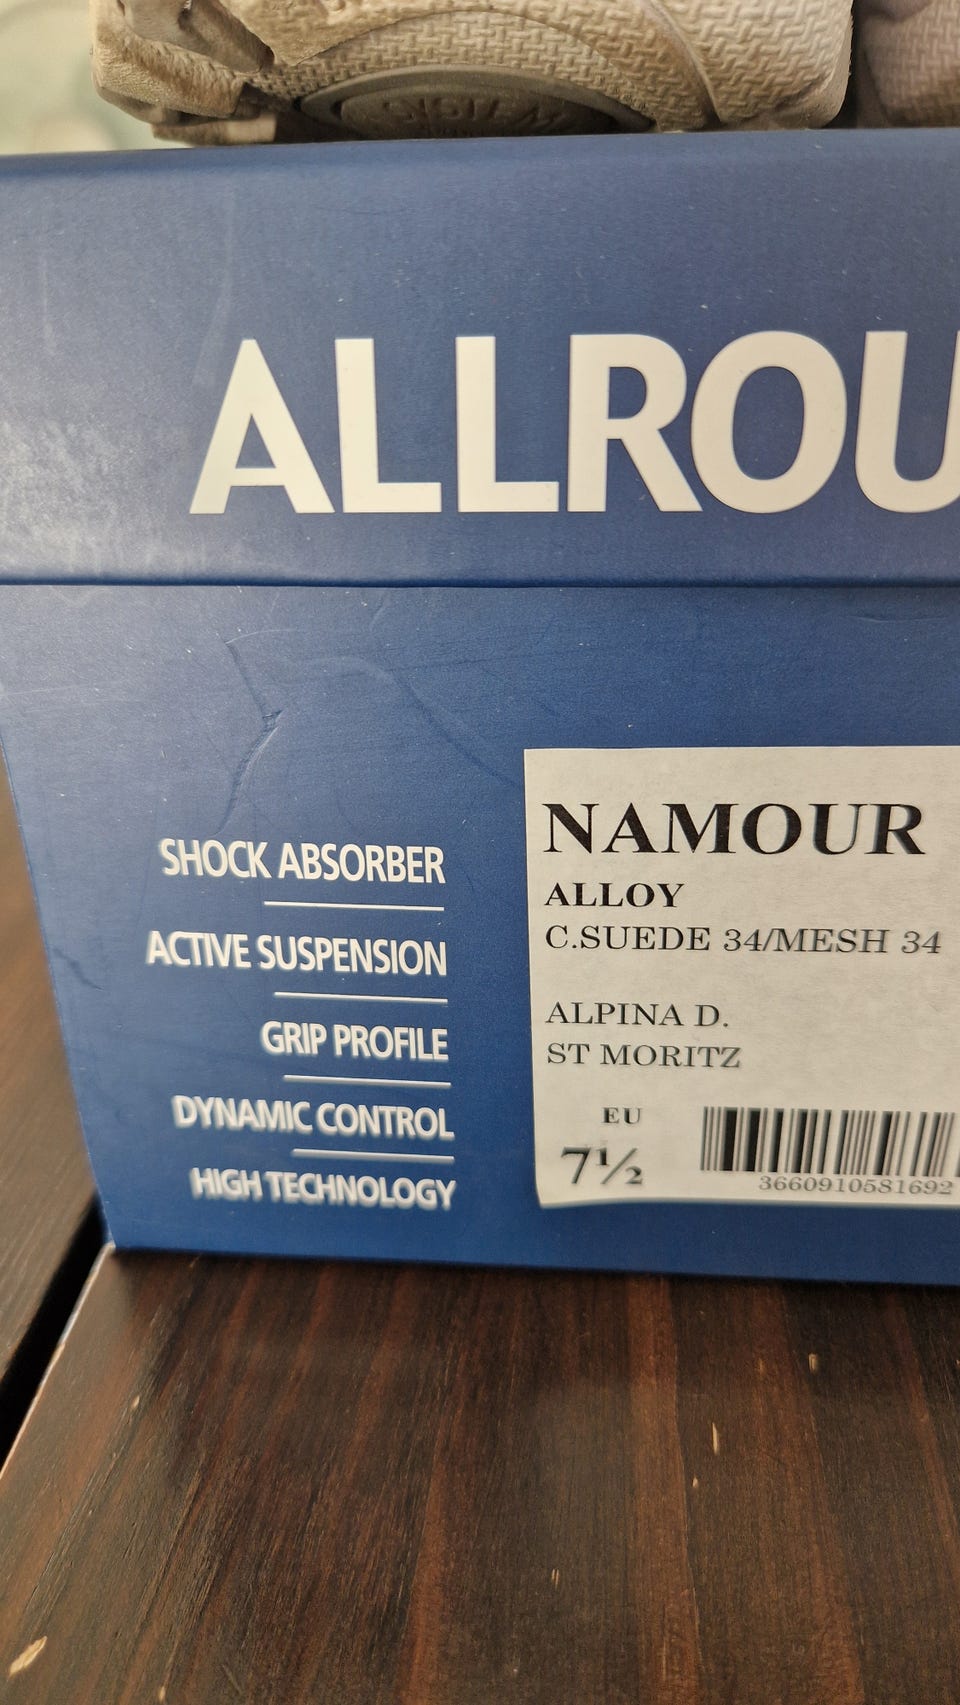 SYSTEM
ALLROU
SHOCK ABSORBER
ACTIVE SUSPENSION
GRIP PROFILE
DYNAMIC CONTROL
HIGH TECHNOLOGY
NAMOUR
ALLOY
C.SUEDE 34/MESH 34
ALPINA D.
ST MORITZ
EU
7½
3660910581692